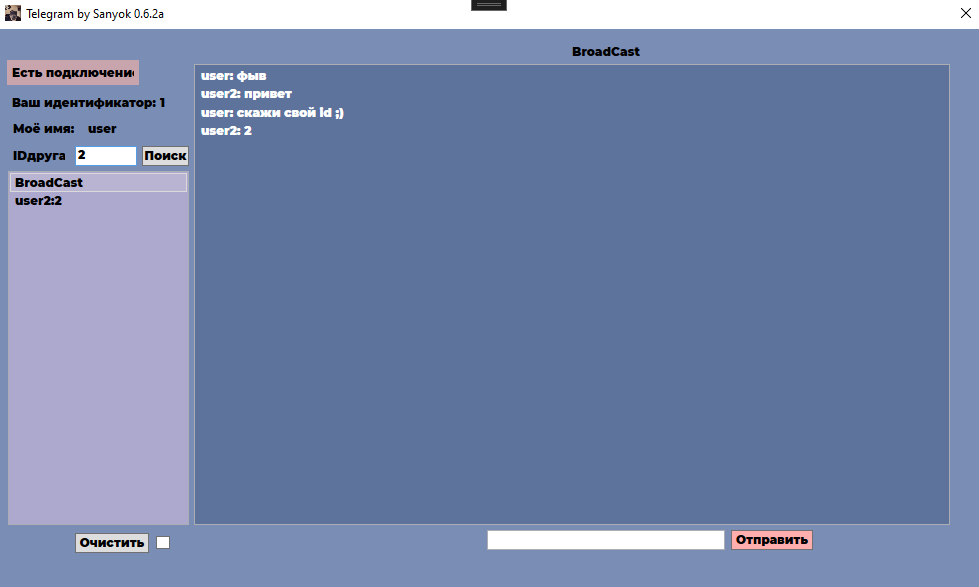 Telegram by Sanyok 0.6.2a
BroadCast
Есть подключение
Ваш идентификатор: 1
Моё имя: user
IDдруга 2 Поиск
BroadCast
user2:2
user: фыв
user2: привет
user: скажи свой id ;)
user2: 2
Очистить
Отправить